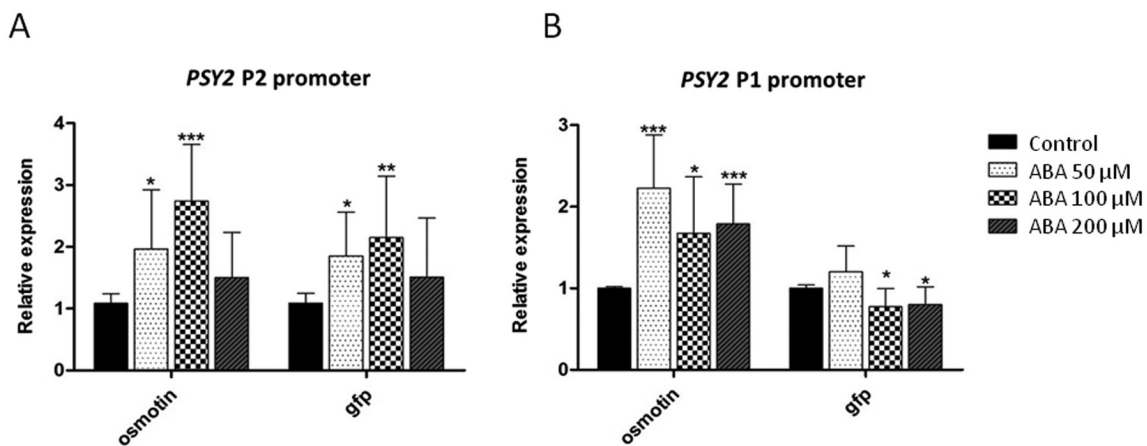 A
PSY2 P2 promoter
Relative expression
4
3
2
1
0
*
***
*
**
osmotin
gfp
B
PSY2 P1 promoter
Relative expression
3
2
1
0
***
*
***
*
*
osmotin
gfp
Control
ABA 50 µM
ABA 100 µM
ABA 200 µM